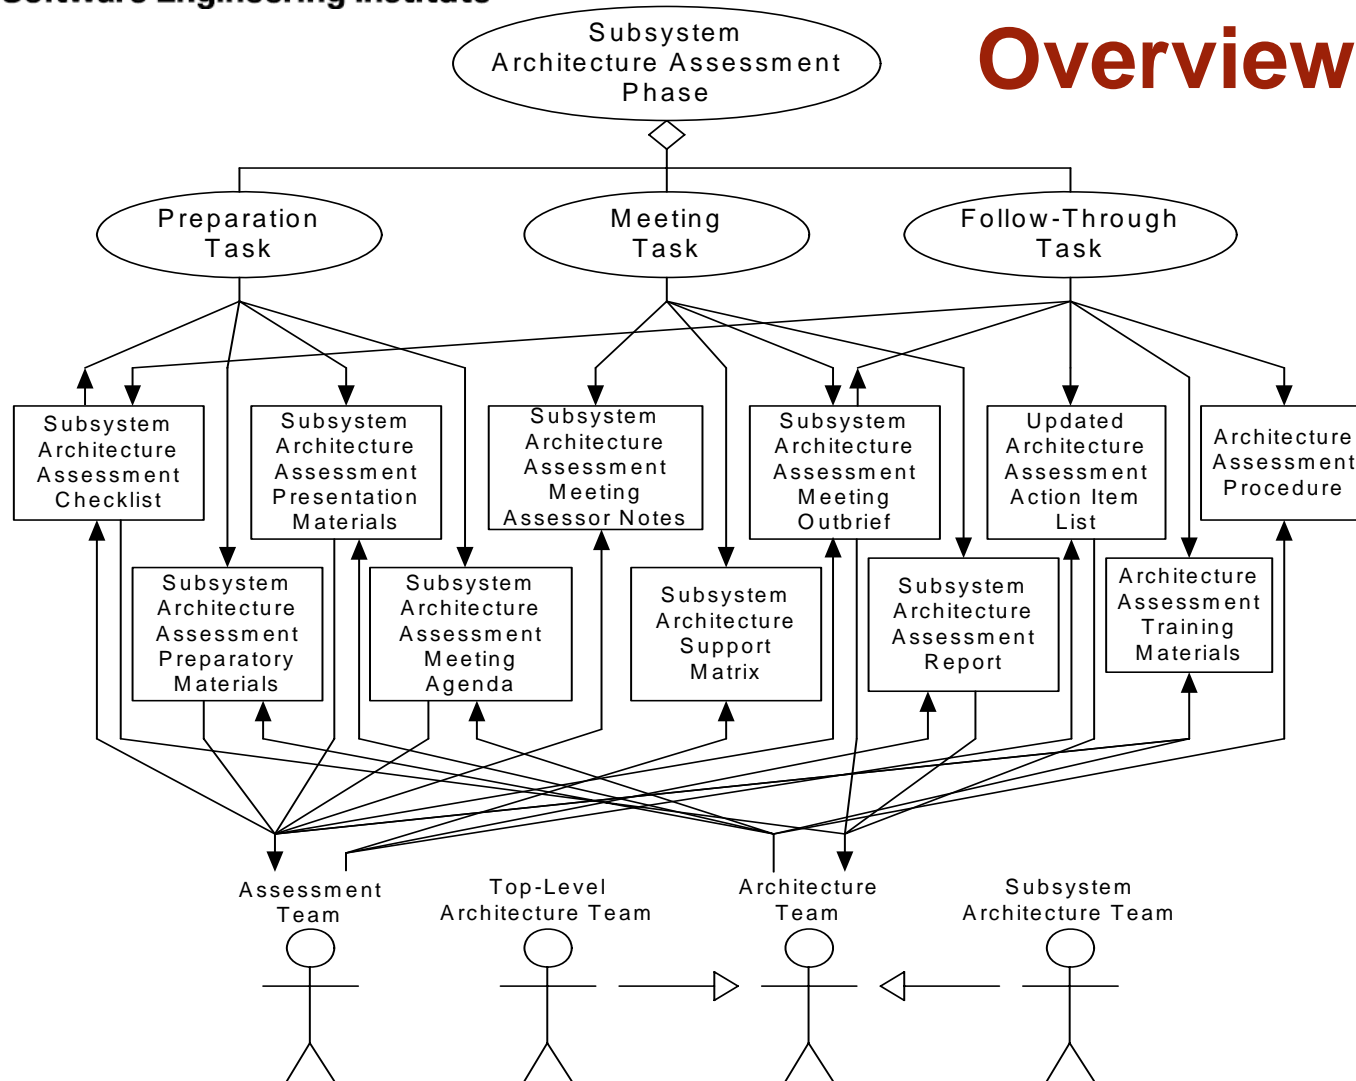 Software Engineering Institute
Overview
Subsystem
Architecture Assessment
Phase
Preparation
Task
Meeting
Task
Follow-Through
Task
Subsystem
Architecture
Assessment
Checklist
Subsystem
Architecture
Assessment
Presentation
Materials
Subsystem
Architecture
Assessment
Meeting
Assessor Notes
Subsystem
Architecture
Assessment
Meeting
Outbrief
Updated
Architecture
Assessment
Action Item
List
Architecture
Assessment
Procedure
Subsystem
Architecture
Assessment
Preparatory
Materials
Subsystem
Architecture
Assessment
Meeting
Agenda
Subsystem
Architecture
Support
Matrix
Subsystem
Architecture
Assessment
Report
Architecture
Assessment
Training
Materials
Assessment
Team
Top-Level
Architecture Team
Architecture
Team
Subsystem
Architecture Team